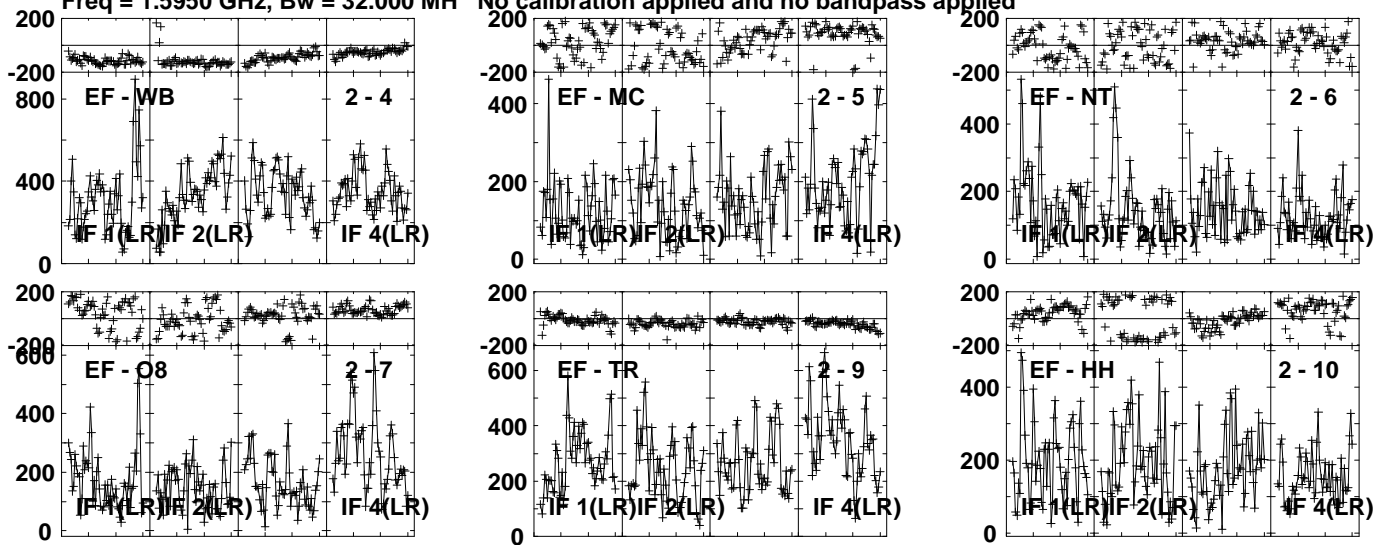 Freq = 1.5950 GHz, Bw = 32.000 MH No calibration applied and no bandpass applied
200
-200
800
400
0
EF - WB
2 - 4
IF 1(LR)
IF 2(LR)
IF 4(LR)
200
-200
400
200
0
EF - MC
2 - 5
IF 1(LR)
IF 2(LR)
IF 4(LR)
200
-200
400
200
0
EF - NT
2 - 6
IF 1(LR)
IF 2(LR)
IF 4(LR)
200
-200
600
400
200
0
EF - O8
2 - 7
IF 1(LR)
IF 2(LR)
IF 4(LR)
200
-200
600
400
200
0
EF - TR
2 - 9
IF 1(LR)
IF 2(LR)
IF 4(LR)
200
-200
400
200
0
EF - HH
2 - 10
IF 1(LR)
IF 2(LR)
IF 4(LR)